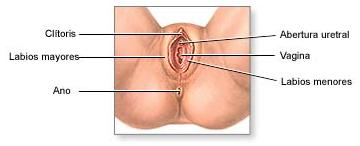 Clítoris
Abertura uretral
Labios mayores
Vagina
Labios menores
Ano